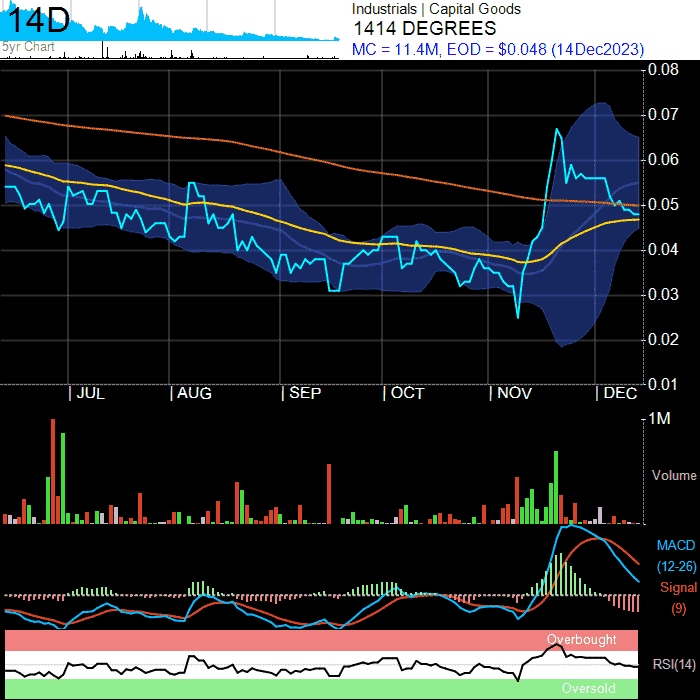 14D
5yr Chart
Industrials | Capital Goods
1414 DEGREES
MC = 11.4M, EOD = $0.048 (14Dec2023)
0.08
0.07
0.06
0.05
0.04
0.03
0.02
0.01
JUL AUG SEP OCT NOV DEC
1M
Volume
MACD
(12-26)
Signal
(9)
Overbought
RSI(14)
Oversold